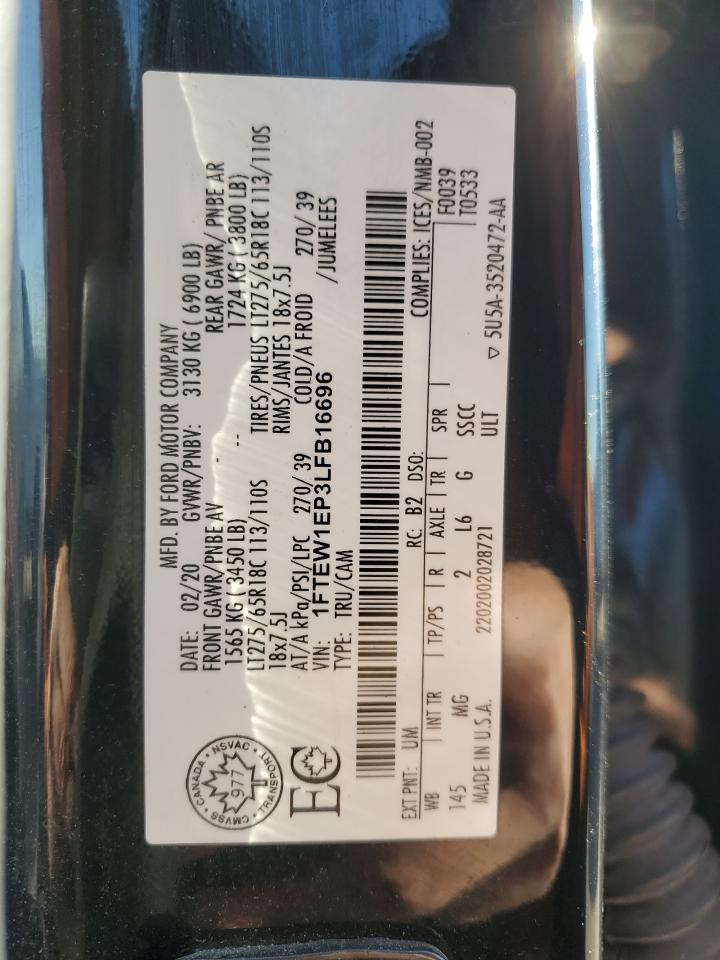 MFD. BY FORD MOTOR COMPANY
DATE: 02/20 GVWR/PNBV: 3130 KG ( 6900 LB)
FRONT GAWR/PNBE AV - REAR GAWR/ PNBE AR
1565 KG ( 3450 LB) -- 1724 KG ( 3800 LB)
LT275/65R18C 113/110S TIRES/PNEUS LT275/65R18C 113/110S
18x7.5J RIMS/JANTES 18x7.5J
AT/A kPa/PSI/LPC 270/ 39 COLD/A FROID 270/ 39
VIN: 1FTEW1EP3LFB16696 /JUMELEES
TYPE: TRU/CAM
CANADA · NSVAC · TRANSPORT · CMVSS ·
977
EC
EXT PNT: UM RC: B2 DSO: COMPLIES: ICES/NMB-002
WB | INT TR | TP/PS | R | AXLE | TR | SPR | F0039
145 MG 2 L6 G SSCC T0533
ULT
MADE IN U.S.A. 2202002028721 ▽ 5U5A-3520472-AA